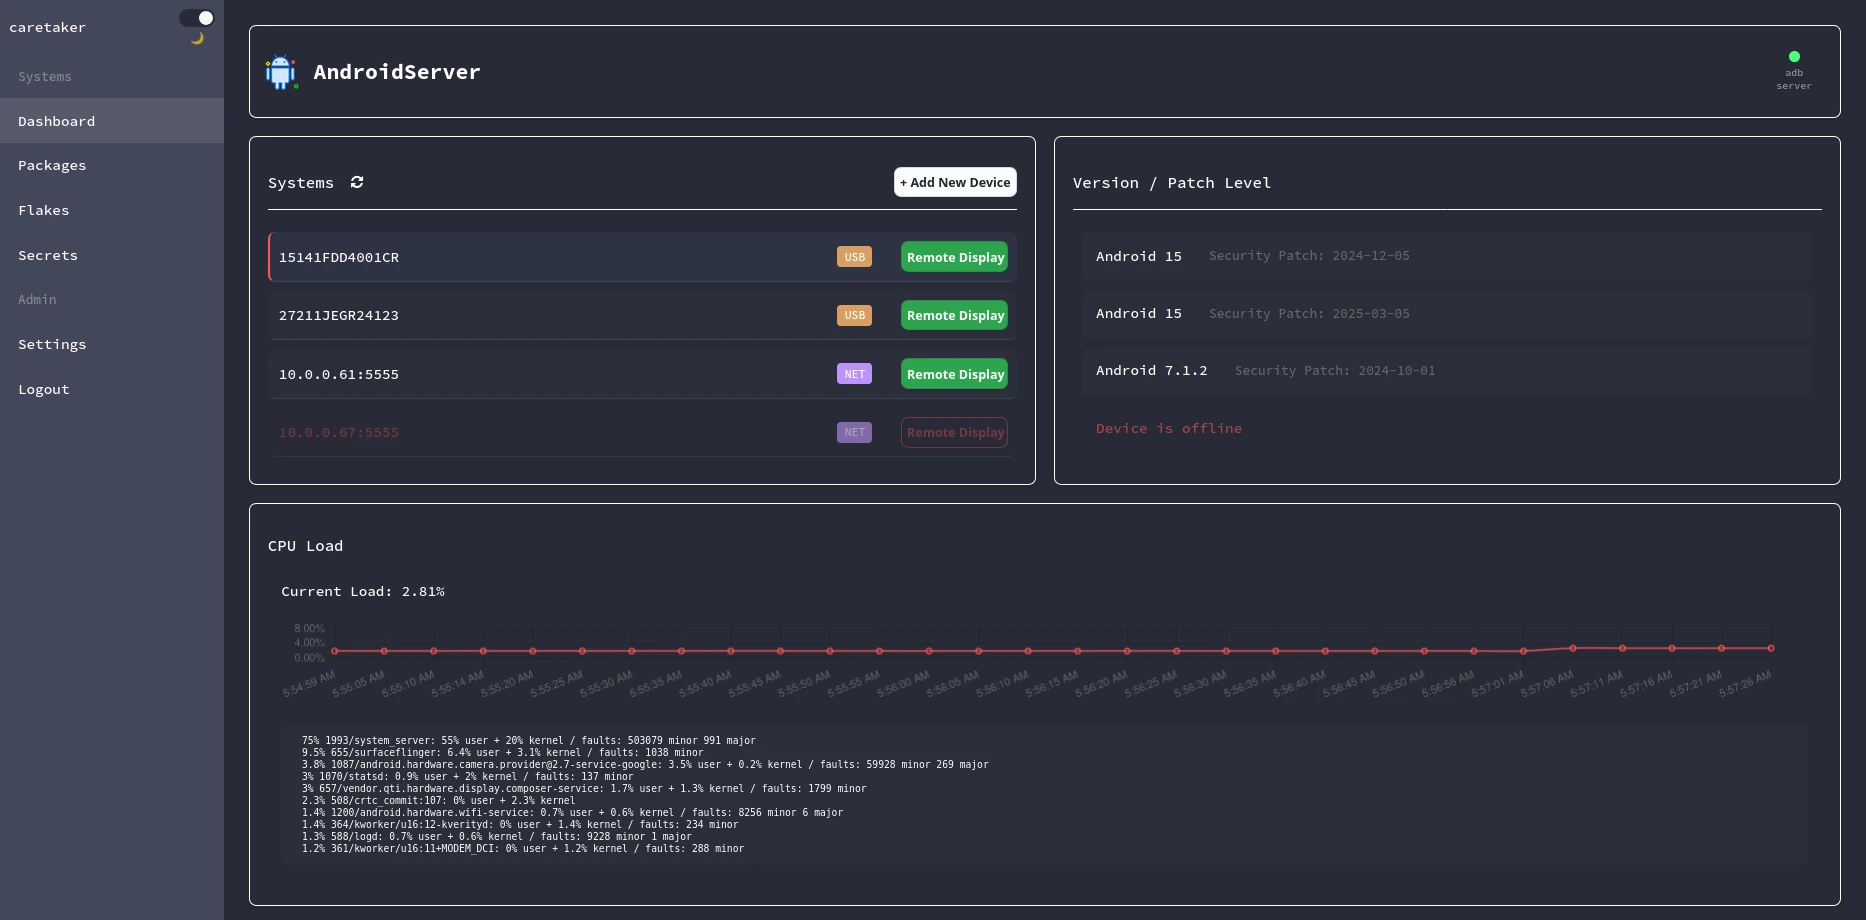 caretaker
Systems
Dashboard
Packages
Flakes
Secrets
Admin
Settings
Logout
AndroidServer
adb
server
Systems
+ Add New Device
15141FDD4001CR USB Remote Display
27211JEGR24123 USB Remote Display
10.0.0.61:5555 NET Remote Display
10.0.0.67:5555 NET Remote Display
Version / Patch Level
Android 15 Security Patch: 2024-12-05
Android 15 Security Patch: 2025-03-05
Android 7.1.2 Security Patch: 2024-10-01
Device is offline
CPU Load
Current Load: 2.81%
8.00%
4.00%
0.00%
5:54:59 AM 5:55:05 AM 5:55:10 AM 5:55:14 AM 5:55:20 AM 5:55:25 AM 5:55:30 AM 5:55:35 AM 5:55:40 AM 5:55:45 AM 5:55:50 AM 5:55:55 AM 5:56:00 AM 5:56:05 AM 5:56:10 AM 5:56:15 AM 5:56:20 AM 5:56:25 AM 5:56:30 AM 5:56:35 AM 5:56:40 AM 5:56:45 AM 5:56:50 AM 5:56:56 AM 5:57:01 AM 5:57:06 AM 5:57:11 AM 5:57:16 AM 5:57:21 AM 5:57:26 AM
75% 1993/system_server: 55% user + 20% kernel / faults: 503079 minor 991 major
9.5% 655/surfaceflinger: 6.4% user + 3.1% kernel / faults: 1038 minor
3.8% 1087/android.hardware.camera.provider@2.7-service-google: 3.5% user + 0.2% kernel / faults: 59928 minor 269 major
3% 1070/statsd: 0.9% user + 2% kernel / faults: 137 minor
3% 657/vendor.qti.hardware.display.composer-service: 1.7% user + 1.3% kernel / faults: 1799 minor
2.3% 508/crtc_commit:107: 0% user + 2.3% kernel
1.4% 1200/android.hardware.wifi-service: 0.7% user + 0.6% kernel / faults: 8256 minor 6 major
1.4% 364/kworker/u16:12-kverityd: 0% user + 1.4% kernel / faults: 234 minor
1.3% 588/logd: 0.7% user + 0.6% kernel / faults: 9228 minor 1 major
1.2% 361/kworker/u16:11+MODEM_DCI: 0% user + 1.2% kernel / faults: 288 minor